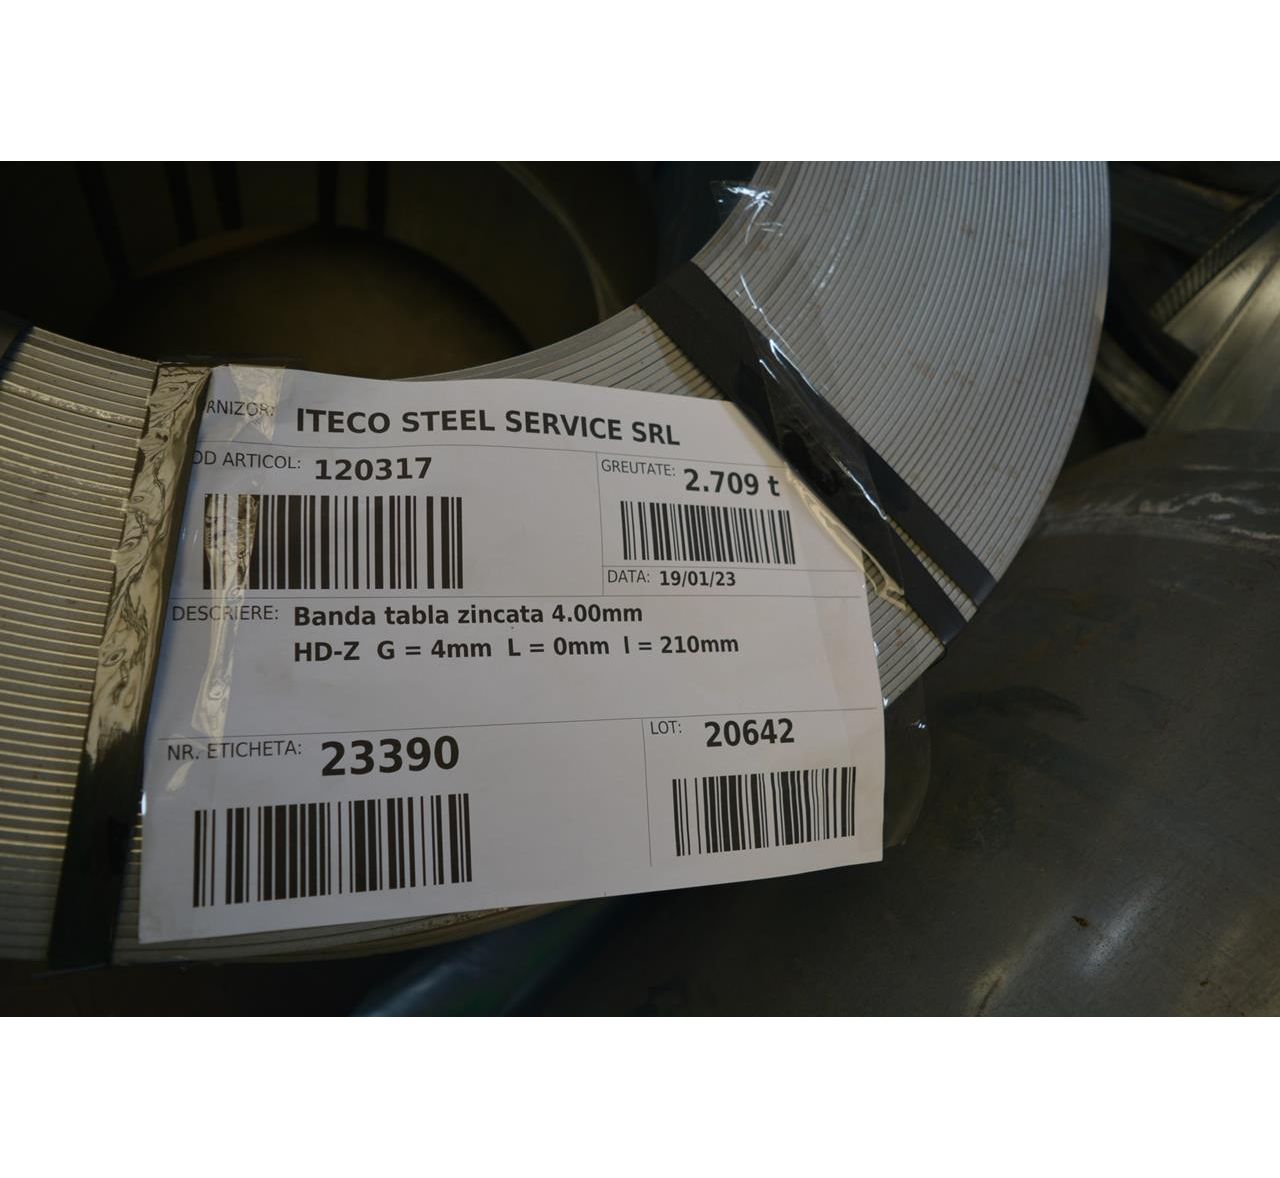 RNIZOR: ITECO STEEL SERVICE SRL
OD ARTICOL: 120317
GREUTATE: 2.709 t
DATA: 19/01/23
DESCRIERE: Banda tabla zincata 4.00mm
HD-Z G = 4mm L = 0mm l = 210mm
NR. ETICHETA: 23390
LOT: 20642